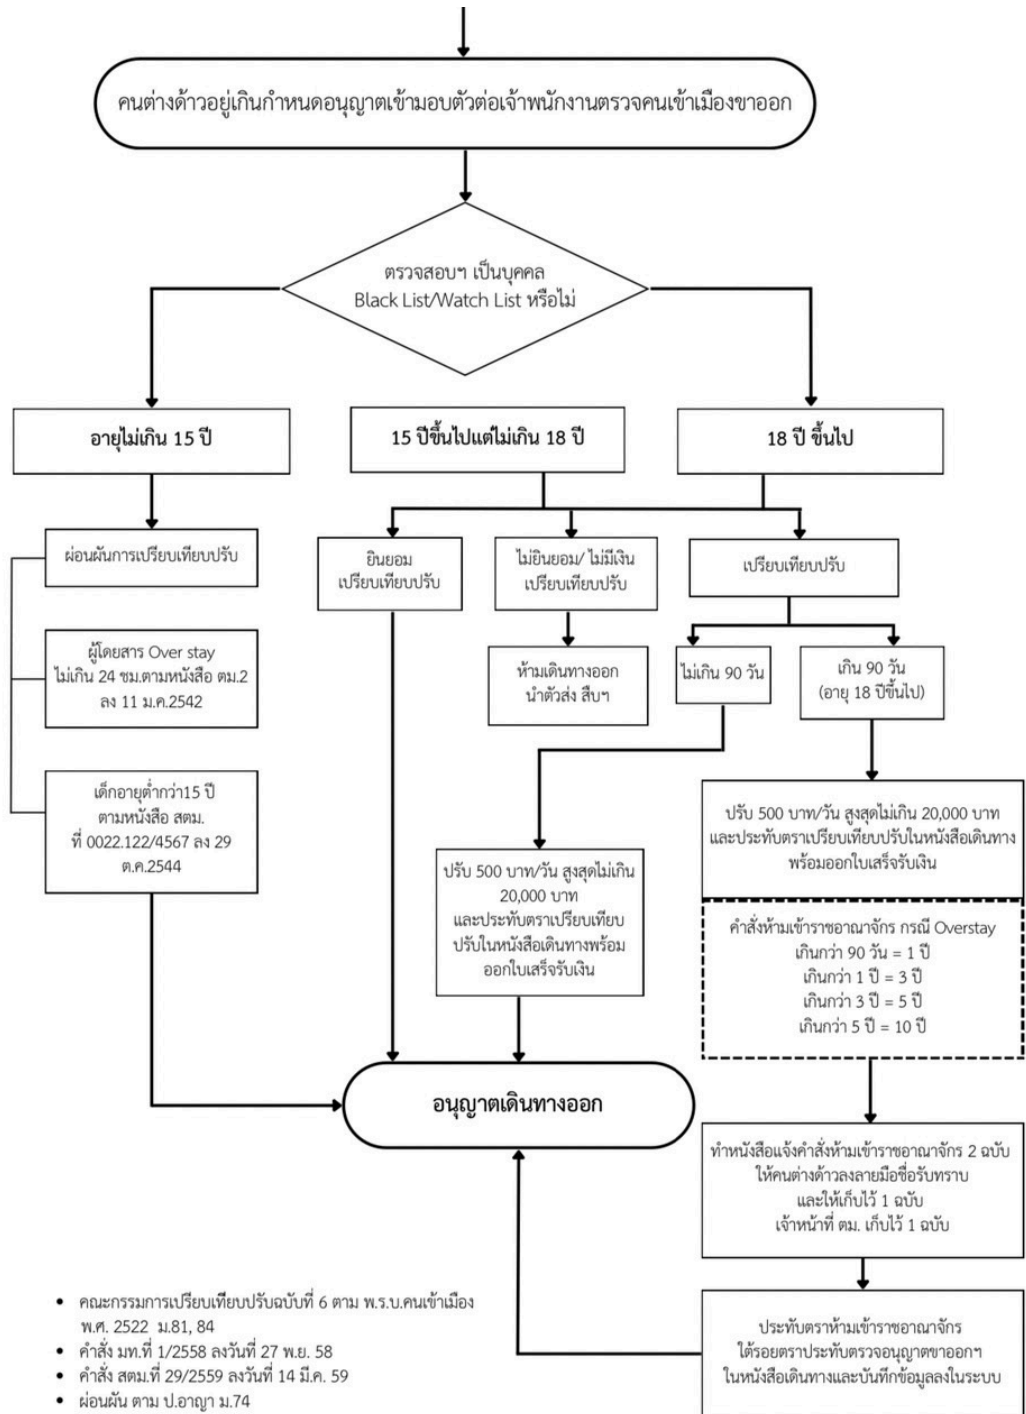 คนต่างด้าวอยู่เกินกำหนดอนุญาตเข้ามอบตัวต่อเจ้าพนักงานตรวจคนเข้าเมืองขาออก
ตรวจสอบฯ เป็นบุคคล
Black List/Watch List หรือไม่
อายุไม่เกิน 15 ปี
15 ปีขึ้นไปแต่ไม่เกิน 18 ปี
18 ปี ขึ้นไป
ผ่อนผันการเปรียบเทียบปรับ
ยินยอม
เปรียบเทียบปรับ
ไม่ยินยอม/ ไม่มีเงิน
เปรียบเทียบปรับ
เปรียบเทียบปรับ
ผู้โดยสาร Over stay
ไม่เกิน 24 ชม.ตามหนังสือ ตม.2
ลง 11 ม.ค.2542
ห้ามเดินทางออก
นำตัวส่ง สืบฯ
ไม่เกิน 90 วัน
เกิน 90 วัน
(อายุ 18 ปีขึ้นไป)
เด็กอายุต่ำกว่า15 ปี
ตามหนังสือ สตม.
ที่ 0022.122/4567 ลง 29
ต.ค.2544
ปรับ 500 บาท/วัน สูงสุดไม่เกิน
20,000 บาท
และประทับตราเปรียบเทียบ
ปรับในหนังสือเดินทางพร้อม
ออกใบเสร็จรับเงิน
ปรับ 500 บาท/วัน สูงสุดไม่เกิน 20,000 บาท
และประทับตราเปรียบเทียบปรับในหนังสือเดินทาง
พร้อมออกใบเสร็จรับเงิน
คำสั่งห้ามเข้าราชอาณาจักร กรณี Overstay
เกินกว่า 90 วัน = 1 ปี
เกินกว่า 1 ปี = 3 ปี
เกินกว่า 3 ปี = 5 ปี
เกินกว่า 5 ปี = 10 ปี
อนุญาตเดินทางออก
ทำหนังสือแจ้งคำสั่งห้ามเข้าราชอาณาจักร 2 ฉบับ
ให้คนต่างด้าวลงลายมือชื่อรับทราบ
และให้เก็บไว้ 1 ฉบับ
เจ้าหน้าที่ ตม. เก็บไว้ 1 ฉบับ
ประทับตราห้ามเข้าราชอาณาจักร
ใต้รอยตราประทับตรวจอนุญาตขาออกฯ
ในหนังสือเดินทางและบันทึกข้อมูลลงในระบบ
• คณะกรรมการเปรียบเทียบปรับฉบับที่ 6 ตาม พ.ร.บ.คนเข้าเมือง
พ.ศ. 2522 ม.81, 84
• คำสั่ง มท.ที่ 1/2558 ลงวันที่ 27 พ.ย. 58
• คำสั่ง สตม.ที่ 29/2559 ลงวันที่ 14 มี.ค. 59
• ผ่อนผัน ตาม ป.อาญา ม.74